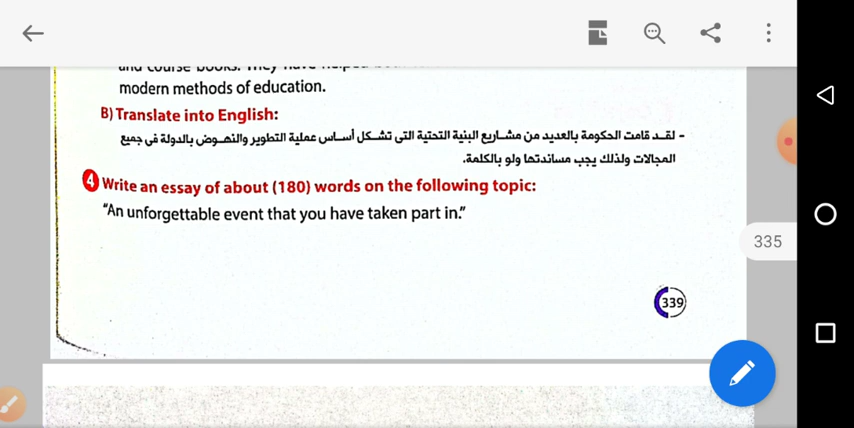 modern methods of education.
B) Translate into English:
- لقد قامت الحكومة بالعديد من مشاريع البنية التحتية التى تشكل أساس عملية التطوير والنهوض بالدولة فى جميع
المجالات ولذلك يجب مساندتها ولو بالكلمة.
4 Write an essay of about (180) words on the following topic:
“An unforgettable event that you have taken part in.”
335
339